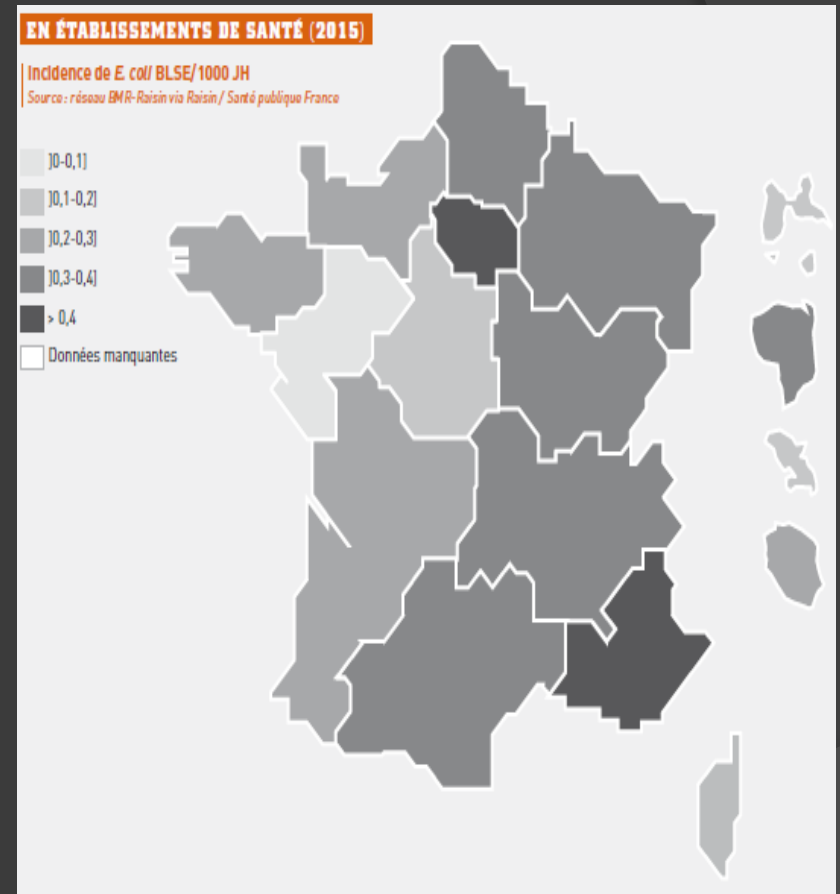 EN ÉTABLISSEMENTS DE SANTÉ (2015)
Incidence de E. coli BLSE/1000 JH
Source : réseau BMR-Raisin via Raisin / Santé publique France
]0-0,1]
]0,1-0,2]
]0,2-0,3]
]0,3-0,4]
> 0,4
Données manquantes